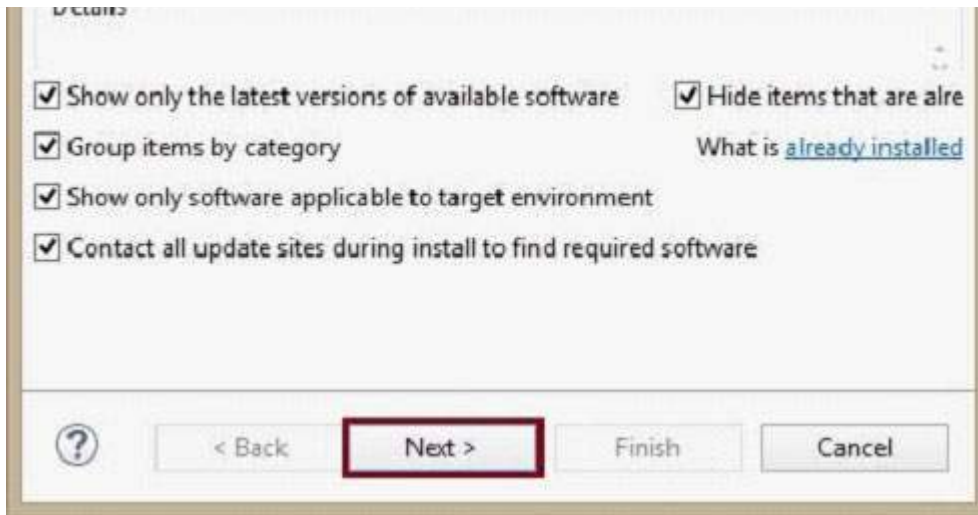 Details
Show only the latest versions of available software Hide items that are alre
Group items by category What is already installed
Show only software applicable to target environment
Contact all update sites during install to find required software
? < Back Next > Finish Cancel